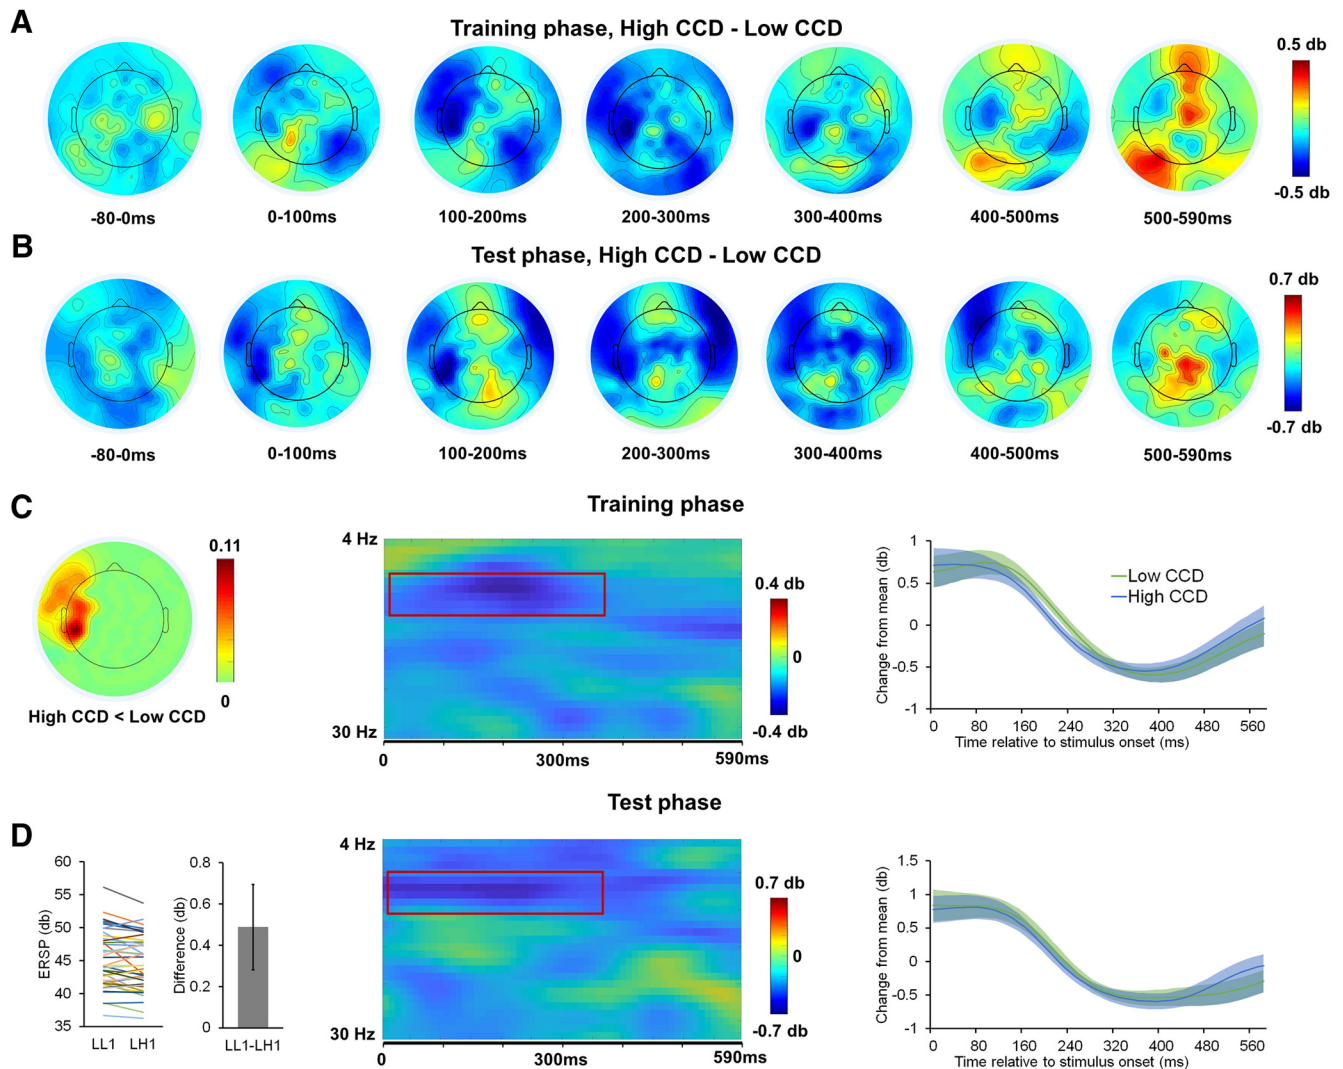 A
Training phase, High CCD - Low CCD
0.5 db
-0.5 db
-80-0ms
0-100ms
100-200ms
200-300ms
300-400ms
400-500ms
500-590ms
B
Test phase, High CCD - Low CCD
0.7 db
-0.7 db
-80-0ms
0-100ms
100-200ms
200-300ms
300-400ms
400-500ms
500-590ms
C
Training phase
0.11
0
High CCD < Low CCD
4 Hz
30 Hz
0
300ms
590ms
0.4 db
0
-0.4 db
Change from mean (db)
1
0.5
0
-0.5
-1
Low CCD
High CCD
0 80 160 240 320 400 480 560
Time relative to stimulus onset (ms)
Test phase
D
ERSP (db)
60
55
50
45
40
35
LL1 LH1
Difference (db)
0.8
0.6
0.4
0.2
0
LL1-LH1
4 Hz
30 Hz
0
300ms
590ms
0.7 db
0
-0.7 db
Change from mean (db)
1.5
1
0.5
0
-0.5
-1
0 80 160 240 320 400 480 560
Time relative to stimulus onset (ms)